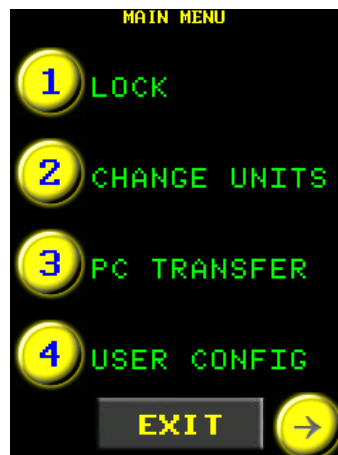 MAIN MENU
1 LOCK
2 CHANGE UNITS
3 PC TRANSFER
4 USER CONFIG
EXIT →